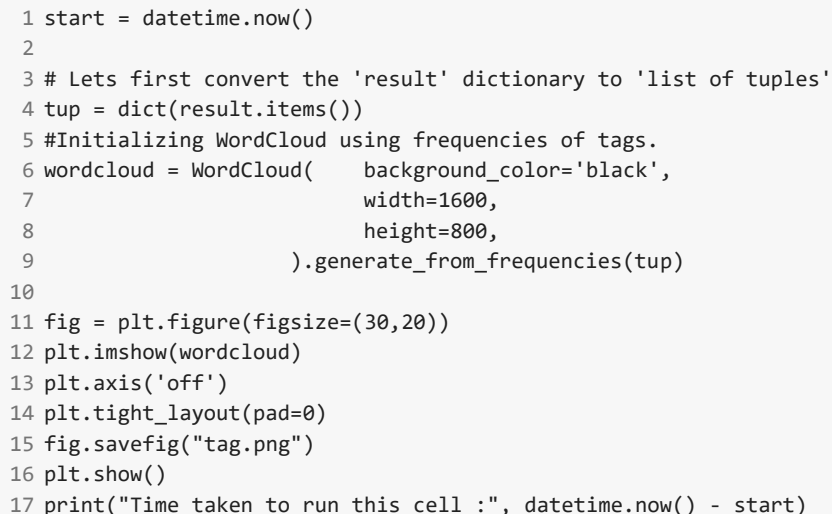 1 start = datetime.now()
2
3 # Lets first convert the 'result' dictionary to 'list of tuples'
4 tup = dict(result.items())
5 #Initializing WordCloud using frequencies of tags.
6 wordcloud = WordCloud(    background_color='black',
7                           width=1600,
8                           height=800,
9                     ).generate_from_frequencies(tup)
10
11 fig = plt.figure(figsize=(30,20))
12 plt.imshow(wordcloud)
13 plt.axis('off')
14 plt.tight_layout(pad=0)
15 fig.savefig("tag.png")
16 plt.show()
17 print("Time taken to run this cell :", datetime.now() - start)